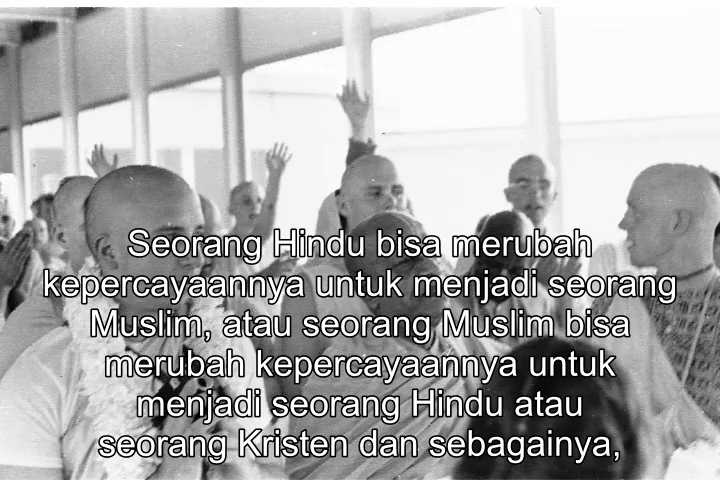 Seorang Hindu bisa merubah
kepercayaannya untuk menjadi seorang
Muslim, atau seorang Muslim bisa
merubah kepercayaannya untuk
menjadi seorang Hindu atau
seorang Kristen dan sebagainya,